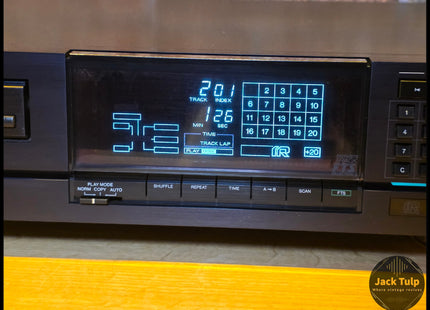 2 01
TRACK INDEX
1 26
MIN SEC
TIME
TRACK LAP
PLAY
1 2 3 4 5
6 7 8 9 10
11 12 13 14 15
16 17 18 19 20
+20
PLAY MODE
NORM COPY AUTO
SHUFFLE
REPEAT
TIME
A→B
SCAN
FTS
1
4
7
C
Jack Tulp
Where vintage revives